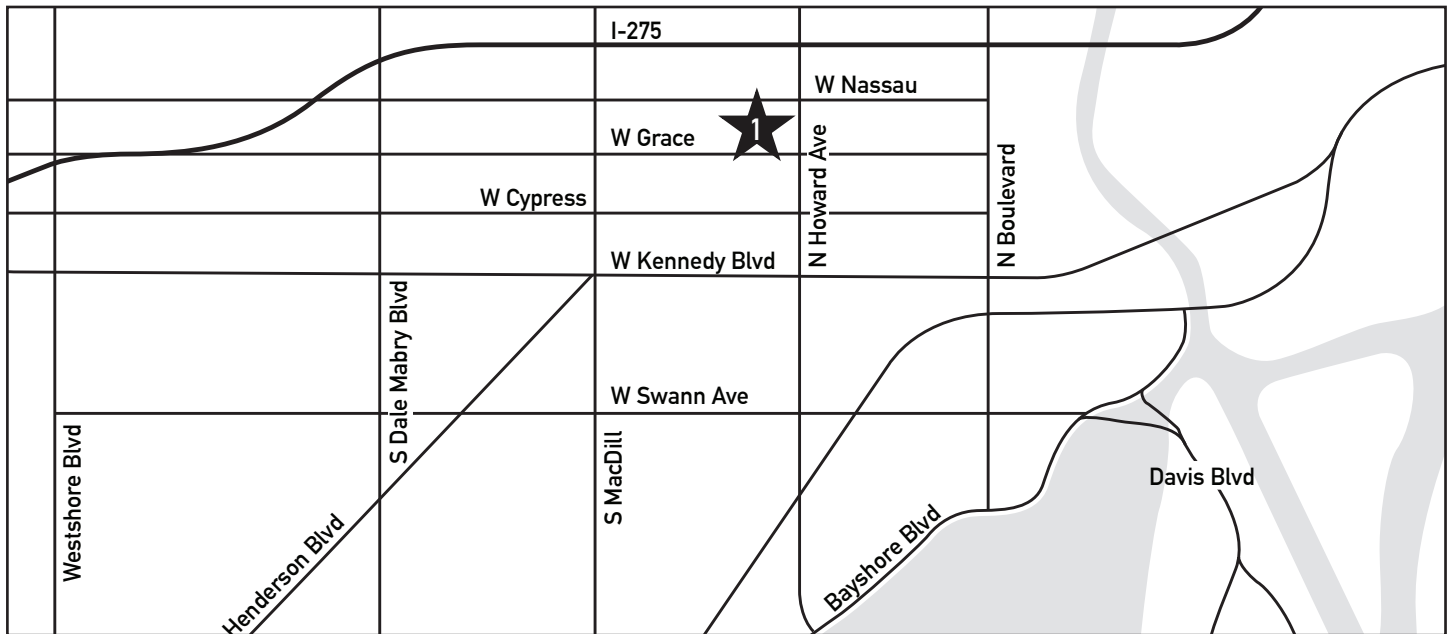 I-275
W Nassau
1
W Grace
N Howard Ave
N Boulevard
W Cypress
W Kennedy Blvd
S Dale Mabry Blvd
W Swann Ave
Westshore Blvd
S MacDill
Davis Blvd
Henderson Blvd
Bayshore Blvd